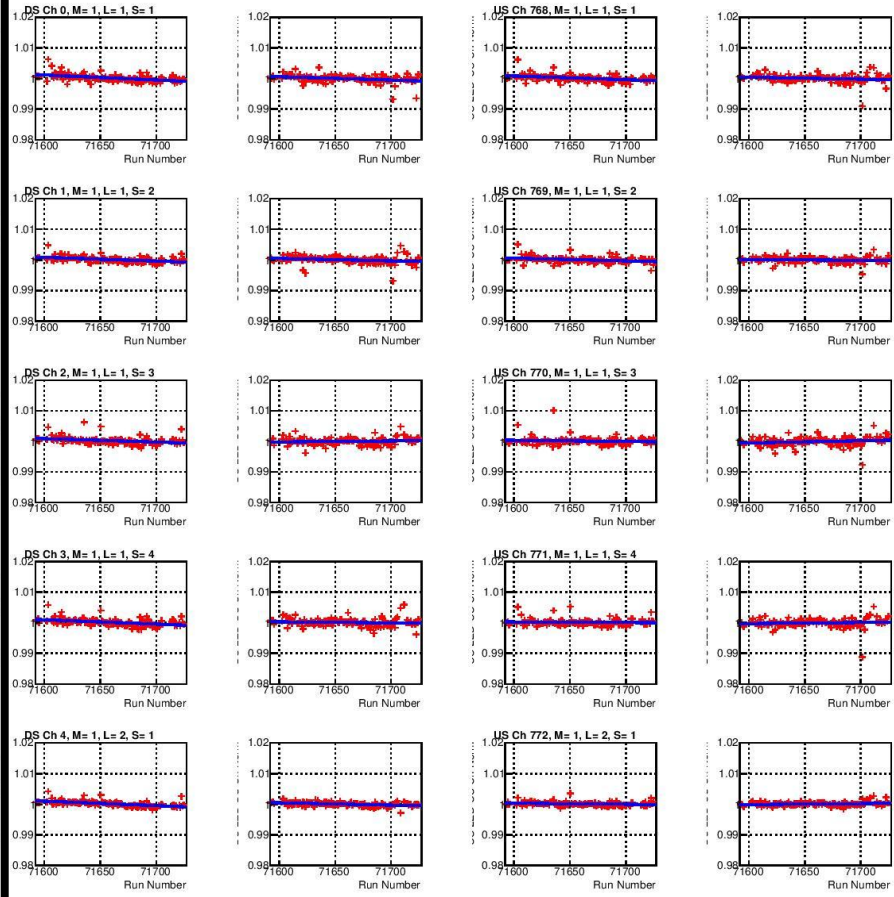 DS Ch 0, M= 1, L= 1, S= 1
1.02
1.01
1
0.99
0.98
71600 71650 71700
Run Number
1.02
1.01
1
0.99
0.98
71600 71650 71700
Run Number
US Ch 768, M= 1, L= 1, S= 1
1.02
1.01
1
0.99
0.98
71600 71650 71700
Run Number
1.02
1.01
1
0.99
0.98
71600 71650 71700
Run Number
DS Ch 1, M= 1, L= 1, S= 2
1.02
1.01
1
0.99
0.98
71600 71650 71700
Run Number
1.02
1.01
1
0.99
0.98
71600 71650 71700
Run Number
US Ch 769, M= 1, L= 1, S= 2
1.02
1.01
1
0.99
0.98
71600 71650 71700
Run Number
1.02
1.01
1
0.99
0.98
71600 71650 71700
Run Number
DS Ch 2, M= 1, L= 1, S= 3
1.02
1.01
1
0.99
0.98
71600 71650 71700
Run Number
1.02
1.01
1
0.99
0.98
71600 71650 71700
Run Number
US Ch 770, M= 1, L= 1, S= 3
1.02
1.01
1
0.99
0.98
71600 71650 71700
Run Number
1.02
1.01
1
0.99
0.98
71600 71650 71700
Run Number
DS Ch 3, M= 1, L= 1, S= 4
1.02
1.01
1
0.99
0.98
71600 71650 71700
Run Number
1.02
1.01
1
0.99
0.98
71600 71650 71700
Run Number
US Ch 771, M= 1, L= 1, S= 4
1.02
1.01
1
0.99
0.98
71600 71650 71700
Run Number
1.02
1.01
1
0.99
0.98
71600 71650 71700
Run Number
DS Ch 4, M= 1, L= 2, S= 1
1.02
1.01
1
0.99
0.98
71600 71650 71700
Run Number
1.02
1.01
1
0.99
0.98
71600 71650 71700
Run Number
US Ch 772, M= 1, L= 2, S= 1
1.02
1.01
1
0.99
0.98
71600 71650 71700
Run Number
1.02
1.01
1
0.99
0.98
71600 71650 71700
Run Number